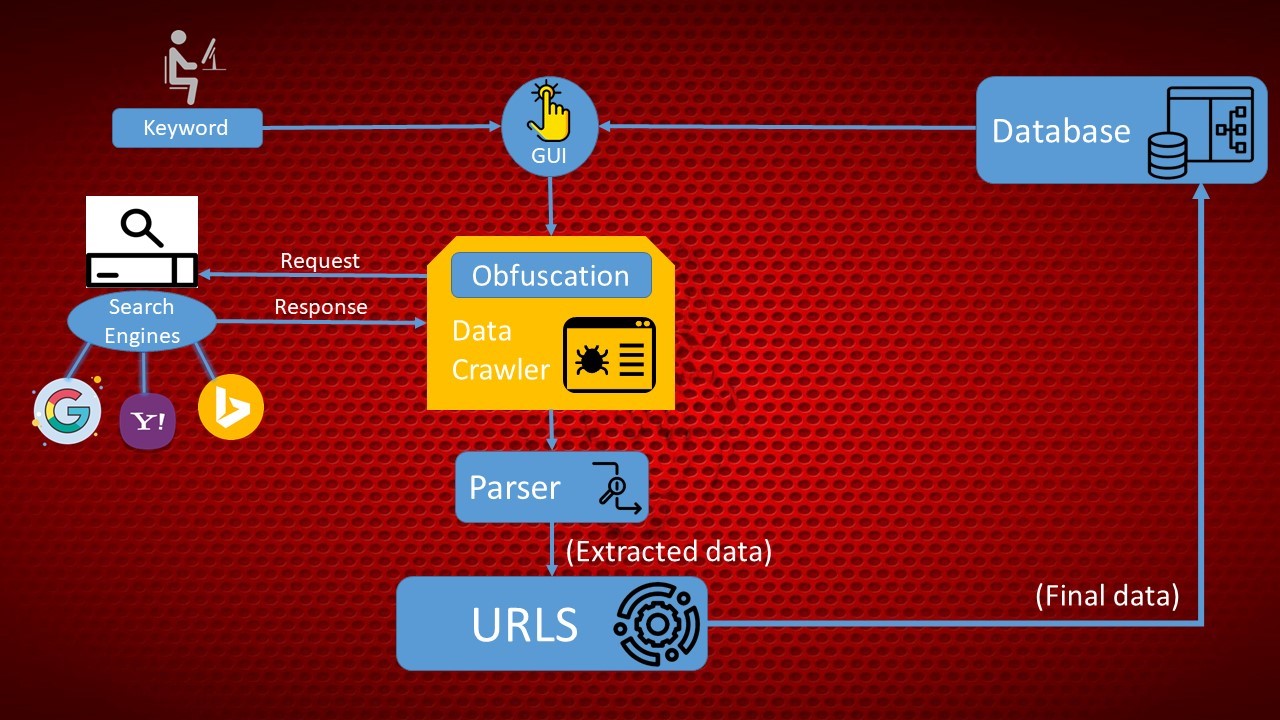 Keyword
GUI
Database
Request
Response
Search
Engines
Y!
Obfuscation
Data
Crawler
Parser
(Extracted data)
URLS
(Final data)